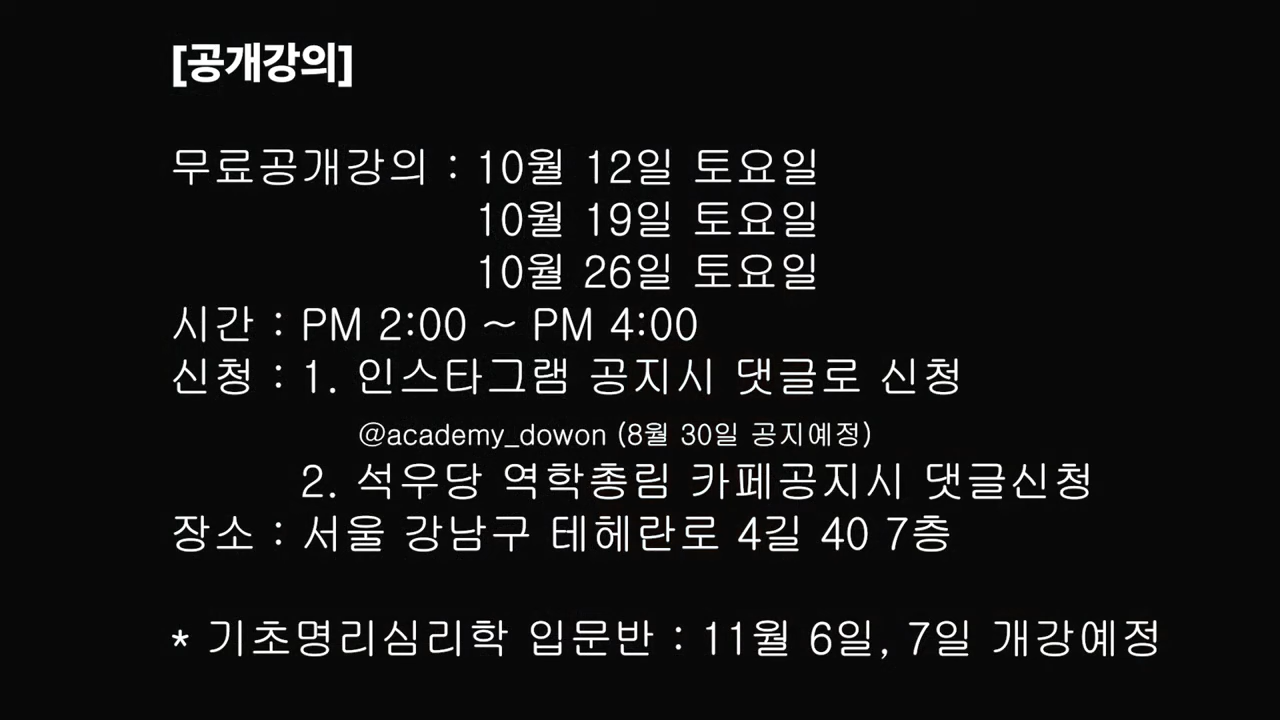 [공개강의]
무료공개강의 : 10월 12일 토요일
10월 19일 토요일
10월 26일 토요일
시간 : PM 2:00 ~ PM 4:00
신청 : 1. 인스타그램 공지시 댓글로 신청
@academy_dowon (8월 30일 공지예정)
2. 석우당 역학총림 카페공지시 댓글신청
장소 : 서울 강남구 테헤란로 4길 40 7층
* 기초명리심리학 입문반 : 11월 6일, 7일 개강예정